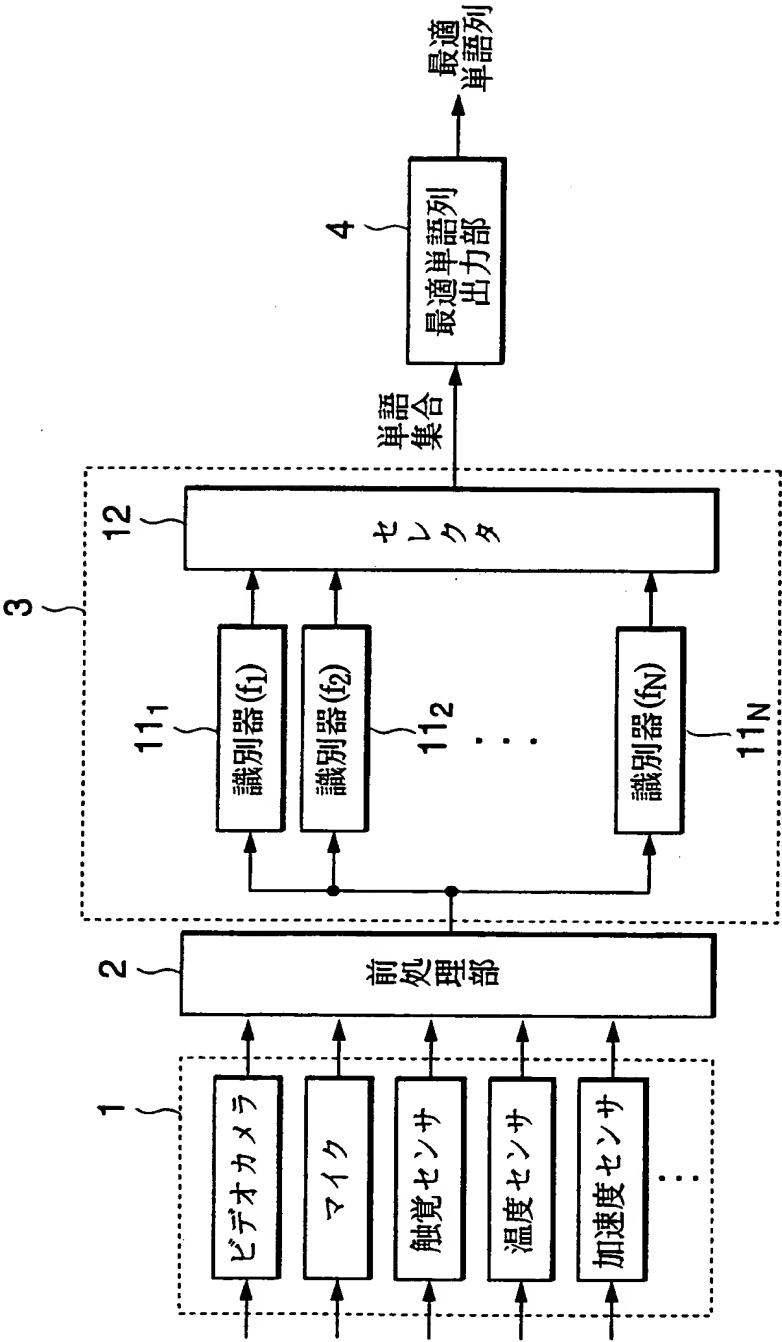 1
ビデオカメラ
マイク
触覚センサ
温度センサ
加速度センサ
...
2
前処理部
3
11₁
識別器(f₁)
識別器(f₂)
11₂
...
識別器(f_N)
11_N
12
セレクタ
単語
集合
4
最適単語列
出力部
最適
単語列